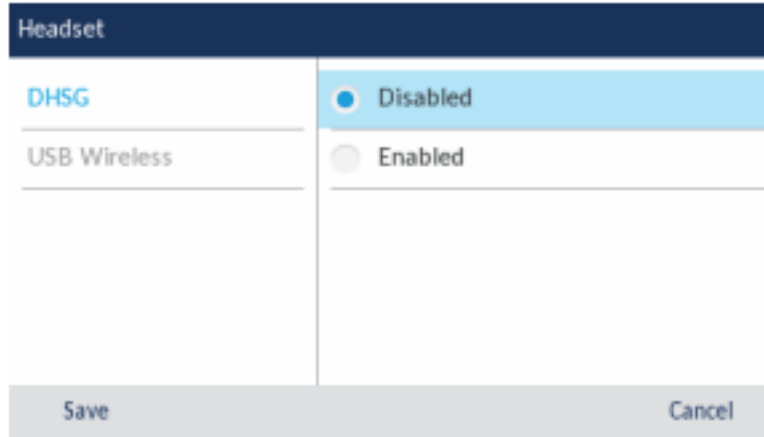 Headset
DHSG
Disabled
USB Wireless
Enabled
Save
Cancel